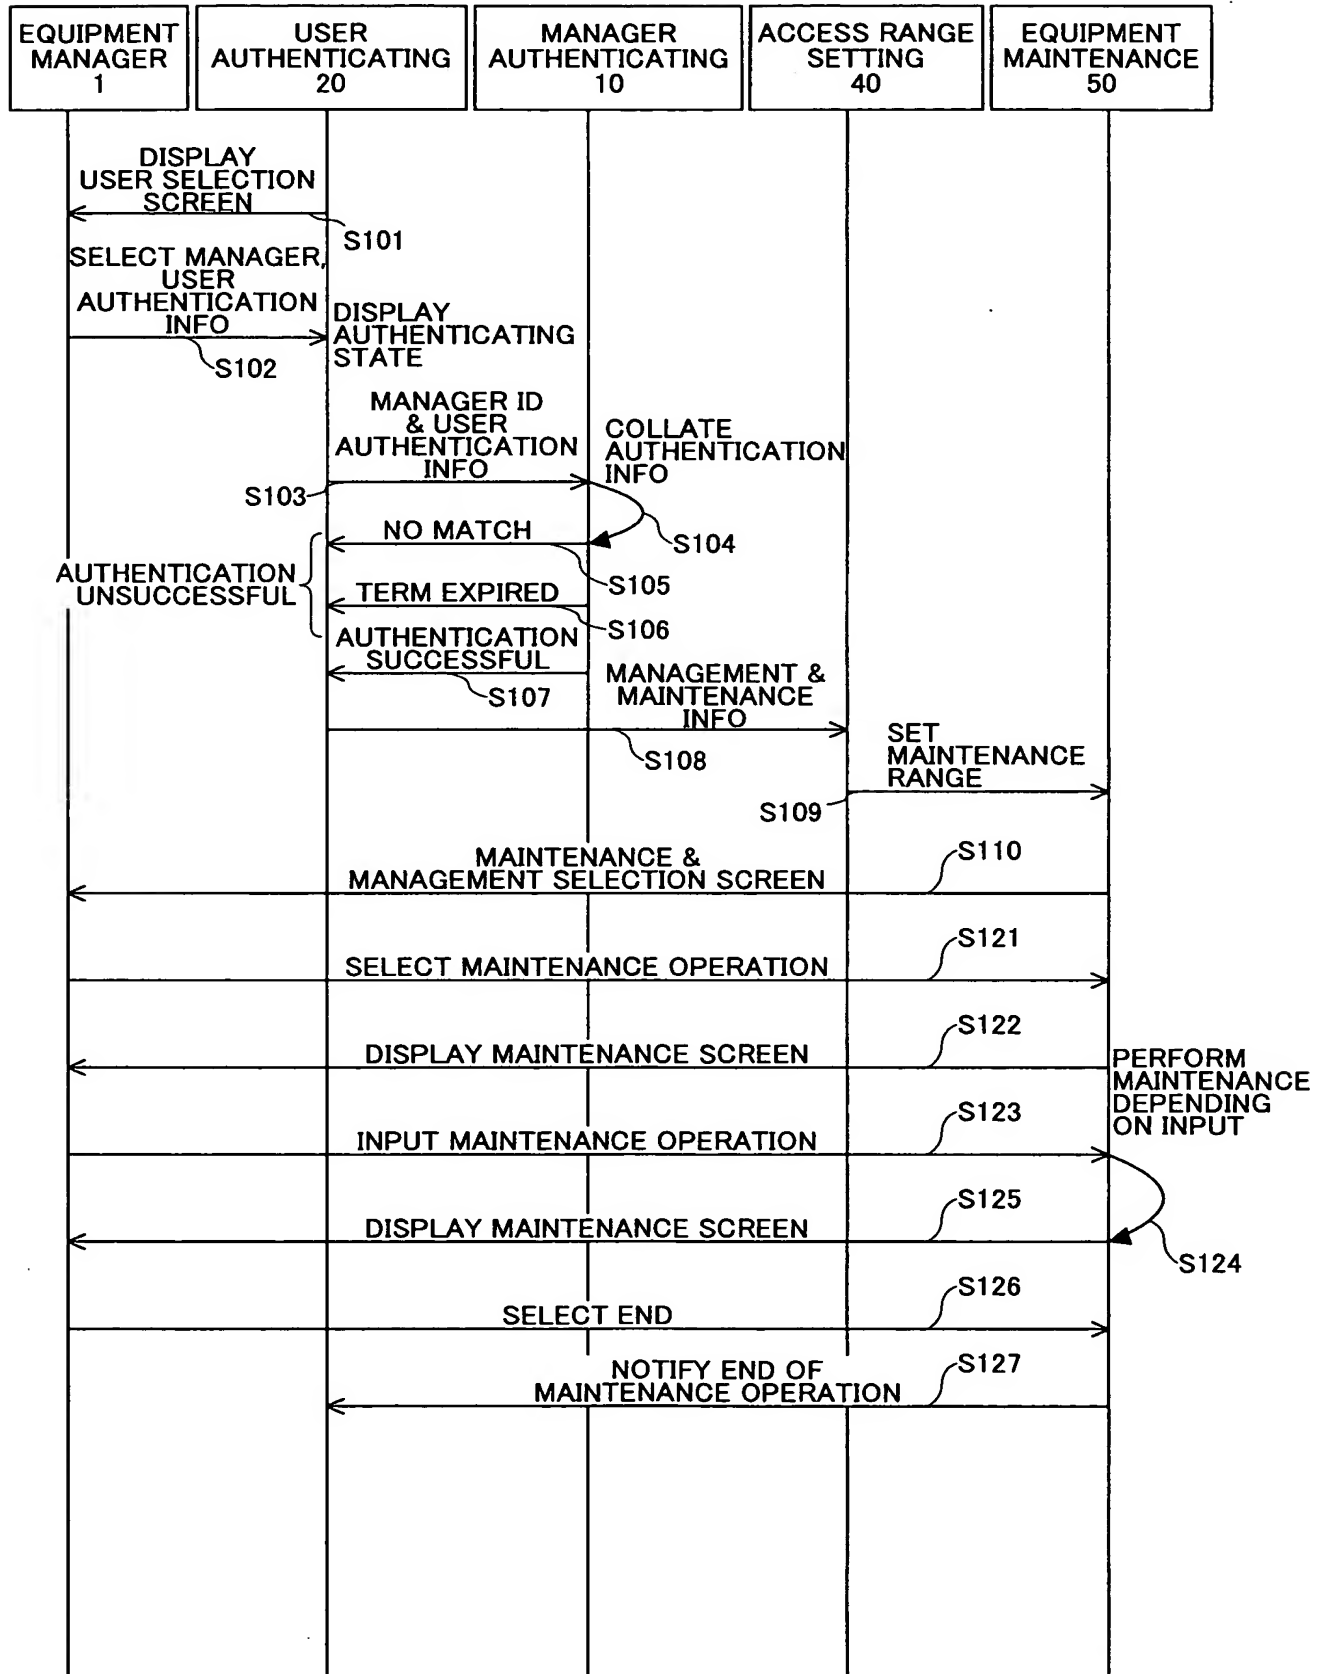 EQUIPMENT
MANAGER
1
USER
AUTHENTICATING
20
MANAGER
AUTHENTICATING
10
ACCESS RANGE
SETTING
40
EQUIPMENT
MAINTENANCE
50
DISPLAY
USER SELECTION
SCREEN
S101
SELECT MANAGER,
USER
AUTHENTICATION
INFO
S102
DISPLAY
AUTHENTICATING
STATE
MANAGER ID
& USER
AUTHENTICATION
INFO
S103
COLLATE
AUTHENTICATION
INFO
S104
NO MATCH
S105
AUTHENTICATION
UNSUCCESSFUL
TERM EXPIRED
S106
AUTHENTICATION
SUCCESSFUL
S107
MANAGEMENT &
MAINTENANCE
INFO
S108
SET
MAINTENANCE
RANGE
S109
S110
MAINTENANCE &
MANAGEMENT SELECTION SCREEN
S121
SELECT MAINTENANCE OPERATION
S122
DISPLAY MAINTENANCE SCREEN
PERFORM
MAINTENANCE
DEPENDING
ON INPUT
S123
INPUT MAINTENANCE OPERATION
S125
DISPLAY MAINTENANCE SCREEN
S124
S126
SELECT END
S127
NOTIFY END OF
MAINTENANCE OPERATION